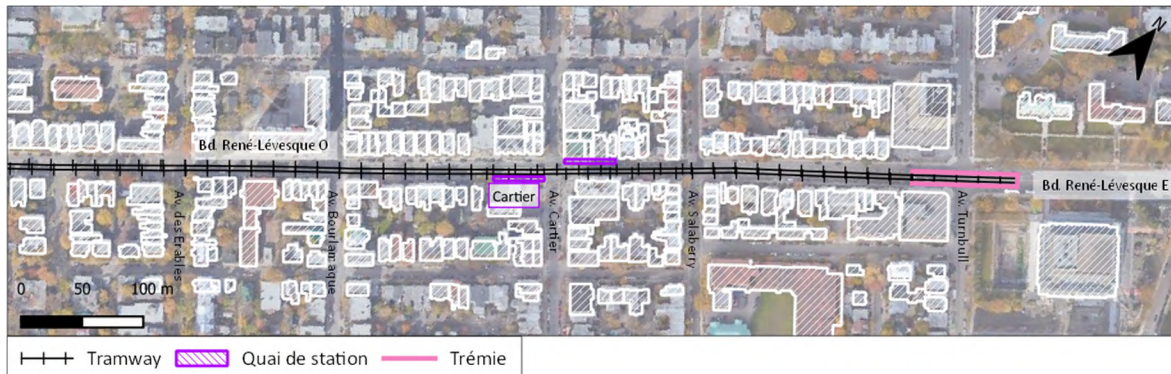 N
Bd. René-Lévesque O
Cartier
Bd. René-Lévesque E
Av. des Érables
Av. Bourlamaque
Av. Cartier
Av. Salaberry
Av. Turnbull
0 50 100 m
Tramway Quai de station Trémie